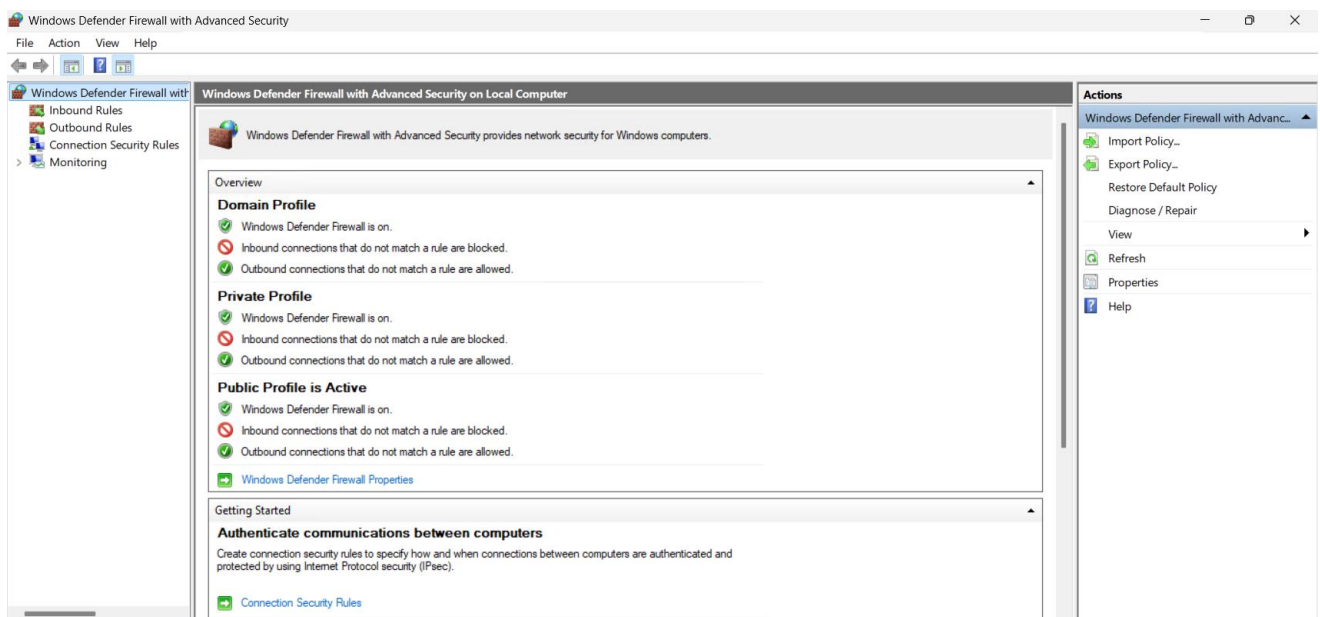 Windows Defender Firewall with Advanced Security
File Action View Help
Windows Defender Firewall with
Inbound Rules
Outbound Rules
Connection Security Rules
Monitoring
Windows Defender Firewall with Advanced Security on Local Computer
Windows Defender Firewall with Advanced Security provides network security for Windows computers.
Overview
Domain Profile
Windows Defender Firewall is on.
Inbound connections that do not match a rule are blocked.
Outbound connections that do not match a rule are allowed.
Private Profile
Windows Defender Firewall is on.
Inbound connections that do not match a rule are blocked.
Outbound connections that do not match a rule are allowed.
Public Profile is Active
Windows Defender Firewall is on.
Inbound connections that do not match a rule are blocked.
Outbound connections that do not match a rule are allowed.
Windows Defender Firewall Properties
Getting Started
Authenticate communications between computers
Create connection security rules to specify how and when connections between computers are authenticated and
protected by using Internet Protocol security (IPsec).
Connection Security Rules
Actions
Windows Defender Firewall with Advanc...
Import Policy...
Export Policy...
Restore Default Policy
Diagnose / Repair
View
Refresh
Properties
Help